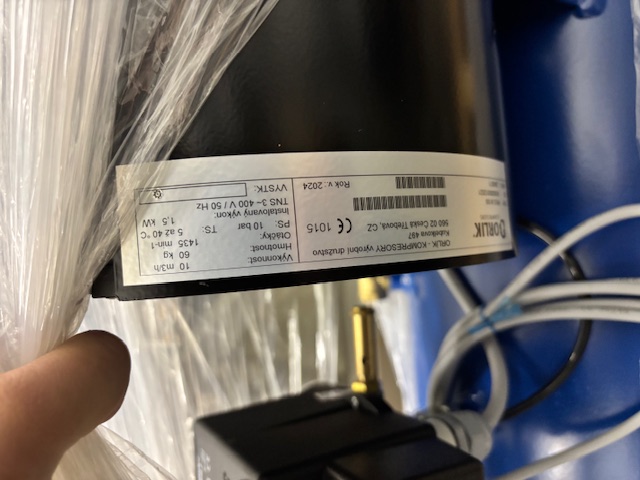 ORLIK
ORLIK - KOMPRESORY výrobní družstvo
Kubelkova 497
560 02 Česká Třebová, CZ
CE 1015
Rok v.: 2024
Výkonnost: 10 m3/h
Hmotnost: 60 kg
Otáčky: 1435 min-1
PS: 10 bar TS: 5 až 40 °C
Instalovaný výkon: 1,5 kW
TNS 3~ 400 V / 50 Hz
VÝSTK: